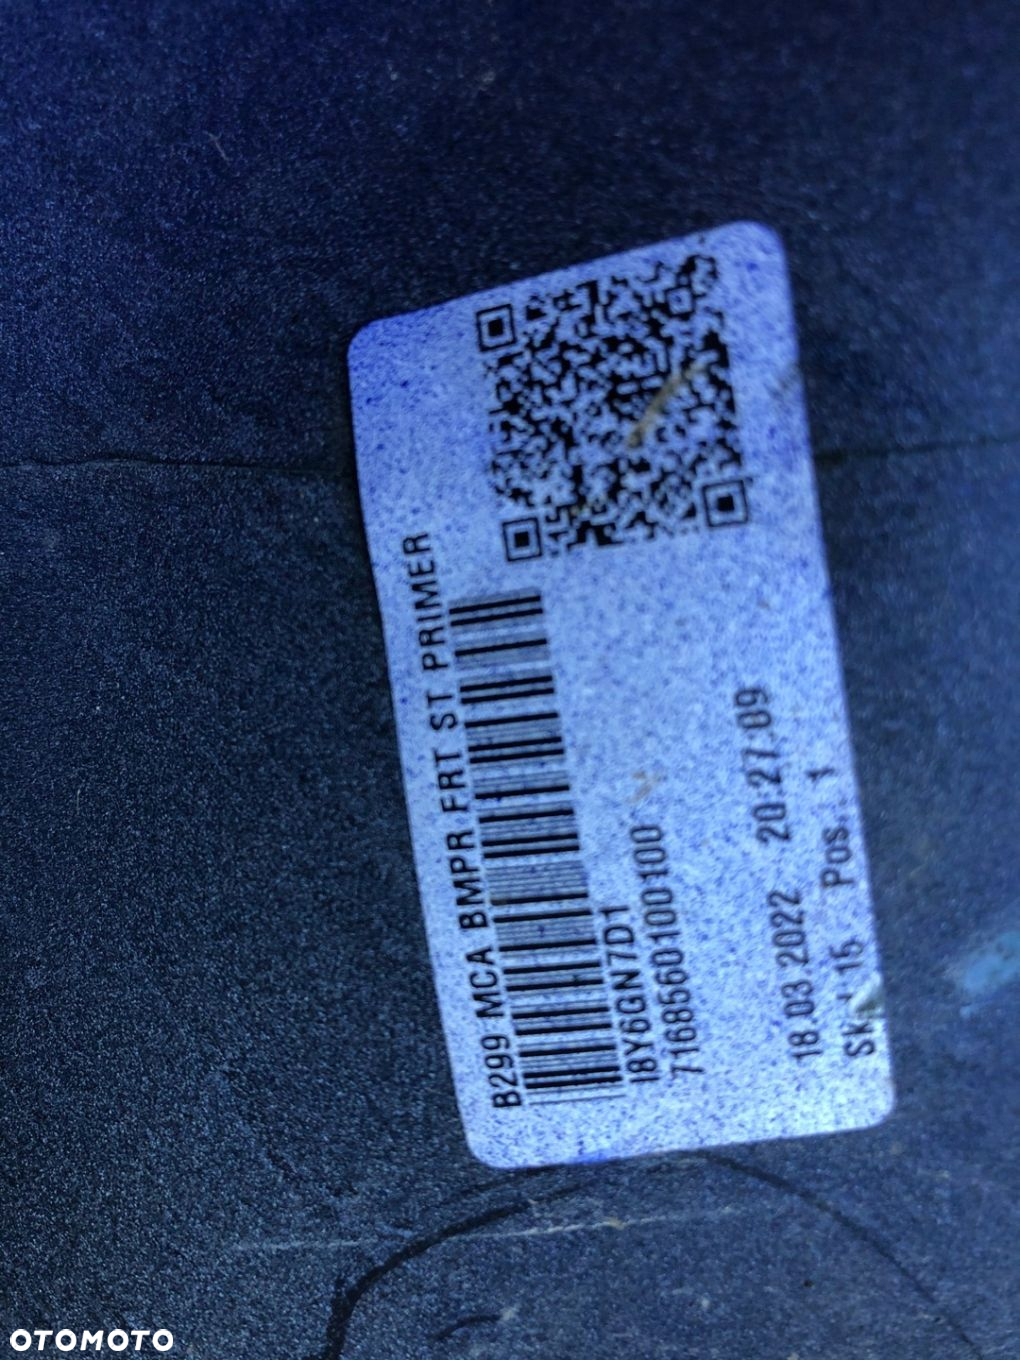 B299 MCA BMPR FRT ST PRIMER
I8Y6GN7D1
7168560100100
18.03.2022 20:27:09
Pos.: 1
OTOMOTO